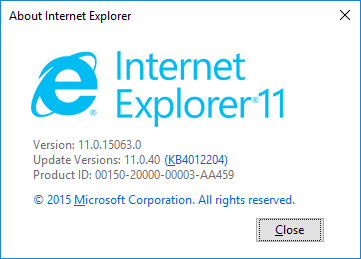 About Internet Explorer
Internet
Explorer®11
Version: 11.0.15063.0
Update Versions: 11.0.40 (KB4012204)
Product ID: 00150-20000-00003-AA459
© 2015 Microsoft Corporation. All rights reserved.
Close